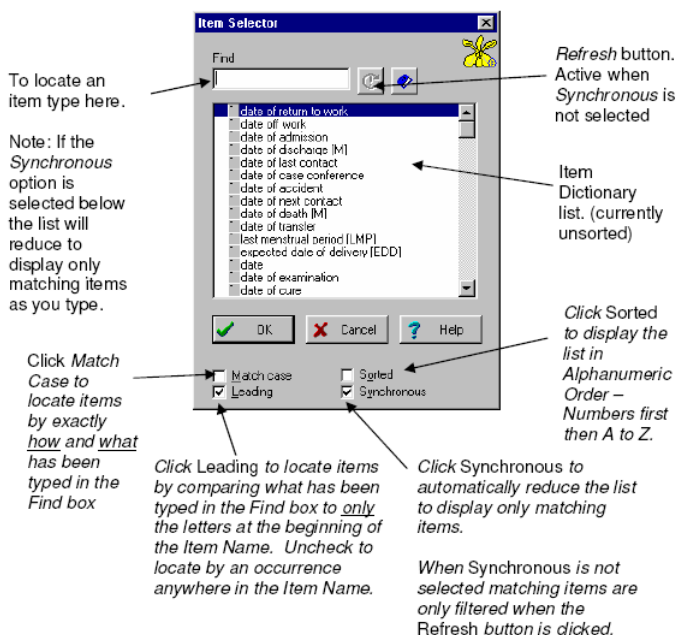 Item Selector
Find
To locate an
item type here.
Note: If the
Synchronous
option is
selected below
the list will
reduce to
display only
matching items
as you type.
Refresh button.
Active when
Synchronous is
not selected
date of return to work
date off work
date of admission
date of discharge [M]
date of last contact
date of case conference
date of accident
date of next contact
date of death [M]
date of transfer
last menstrual period [LMP]
expected date of delivery [EDD]
date
date of examination
date of cure
Item
Dictionary
list. (currently
unsorted)
OK
Cancel
? Help
Match case
Sorted
Leading
Synchronous
Click Match
Case to
locate items
by exactly
how and what
has been
typed in the
Find box
Click Sorted
to display the
list in
Alphanumeric
Order –
Numbers first
then A to Z.
Click Leading to locate items
by comparing what has been
typed in the Find box to only
the letters at the beginning of
the Item Name. Uncheck to
locate by an occurrence
anywhere in the Item Name.
Click Synchronous to
automatically reduce the list
to display only matching
items.
When Synchronous is not
selected matching items are
only filtered when the
Refresh button is clicked.